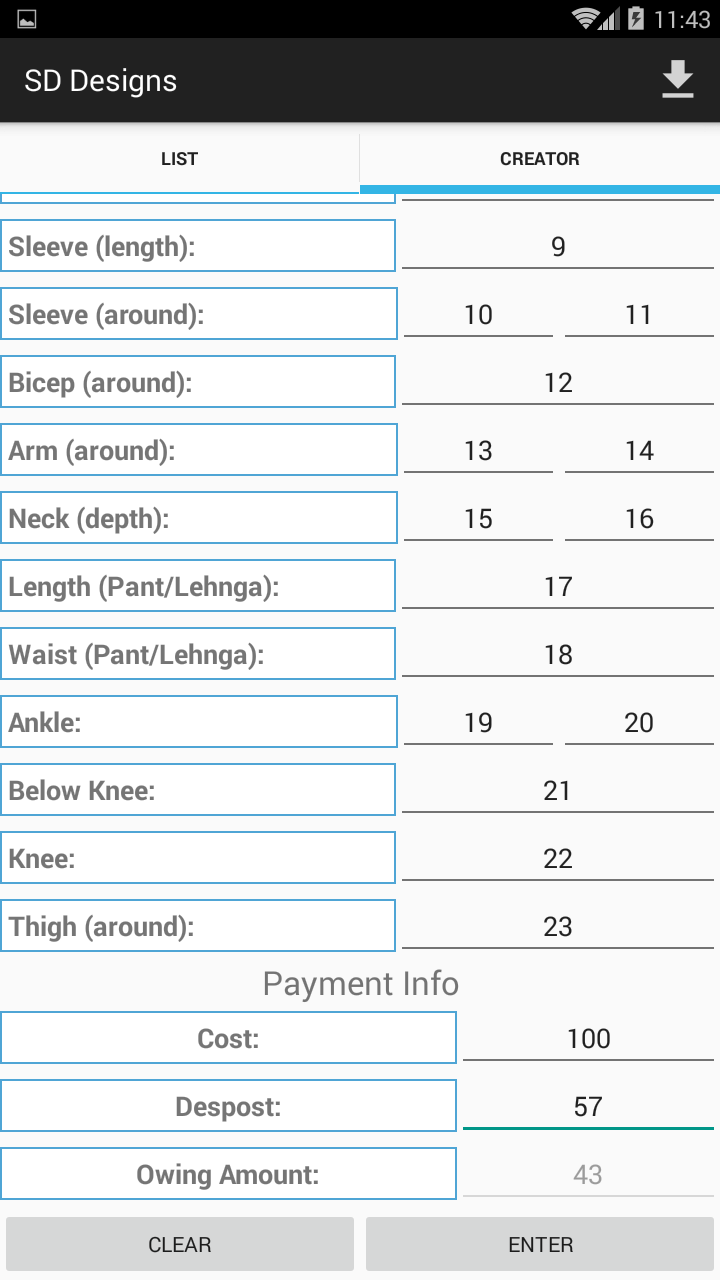 11:43
SD Designs
LIST CREATOR
Sleeve (length): 9
Sleeve (around): 10 11
Bicep (around): 12
Arm (around): 13 14
Neck (depth): 15 16
Length (Pant/Lehnga): 17
Waist (Pant/Lehnga): 18
Ankle: 19 20
Below Knee: 21
Knee: 22
Thigh (around): 23
Payment Info
Cost: 100
Despost: 57
Owing Amount: 43
CLEAR ENTER